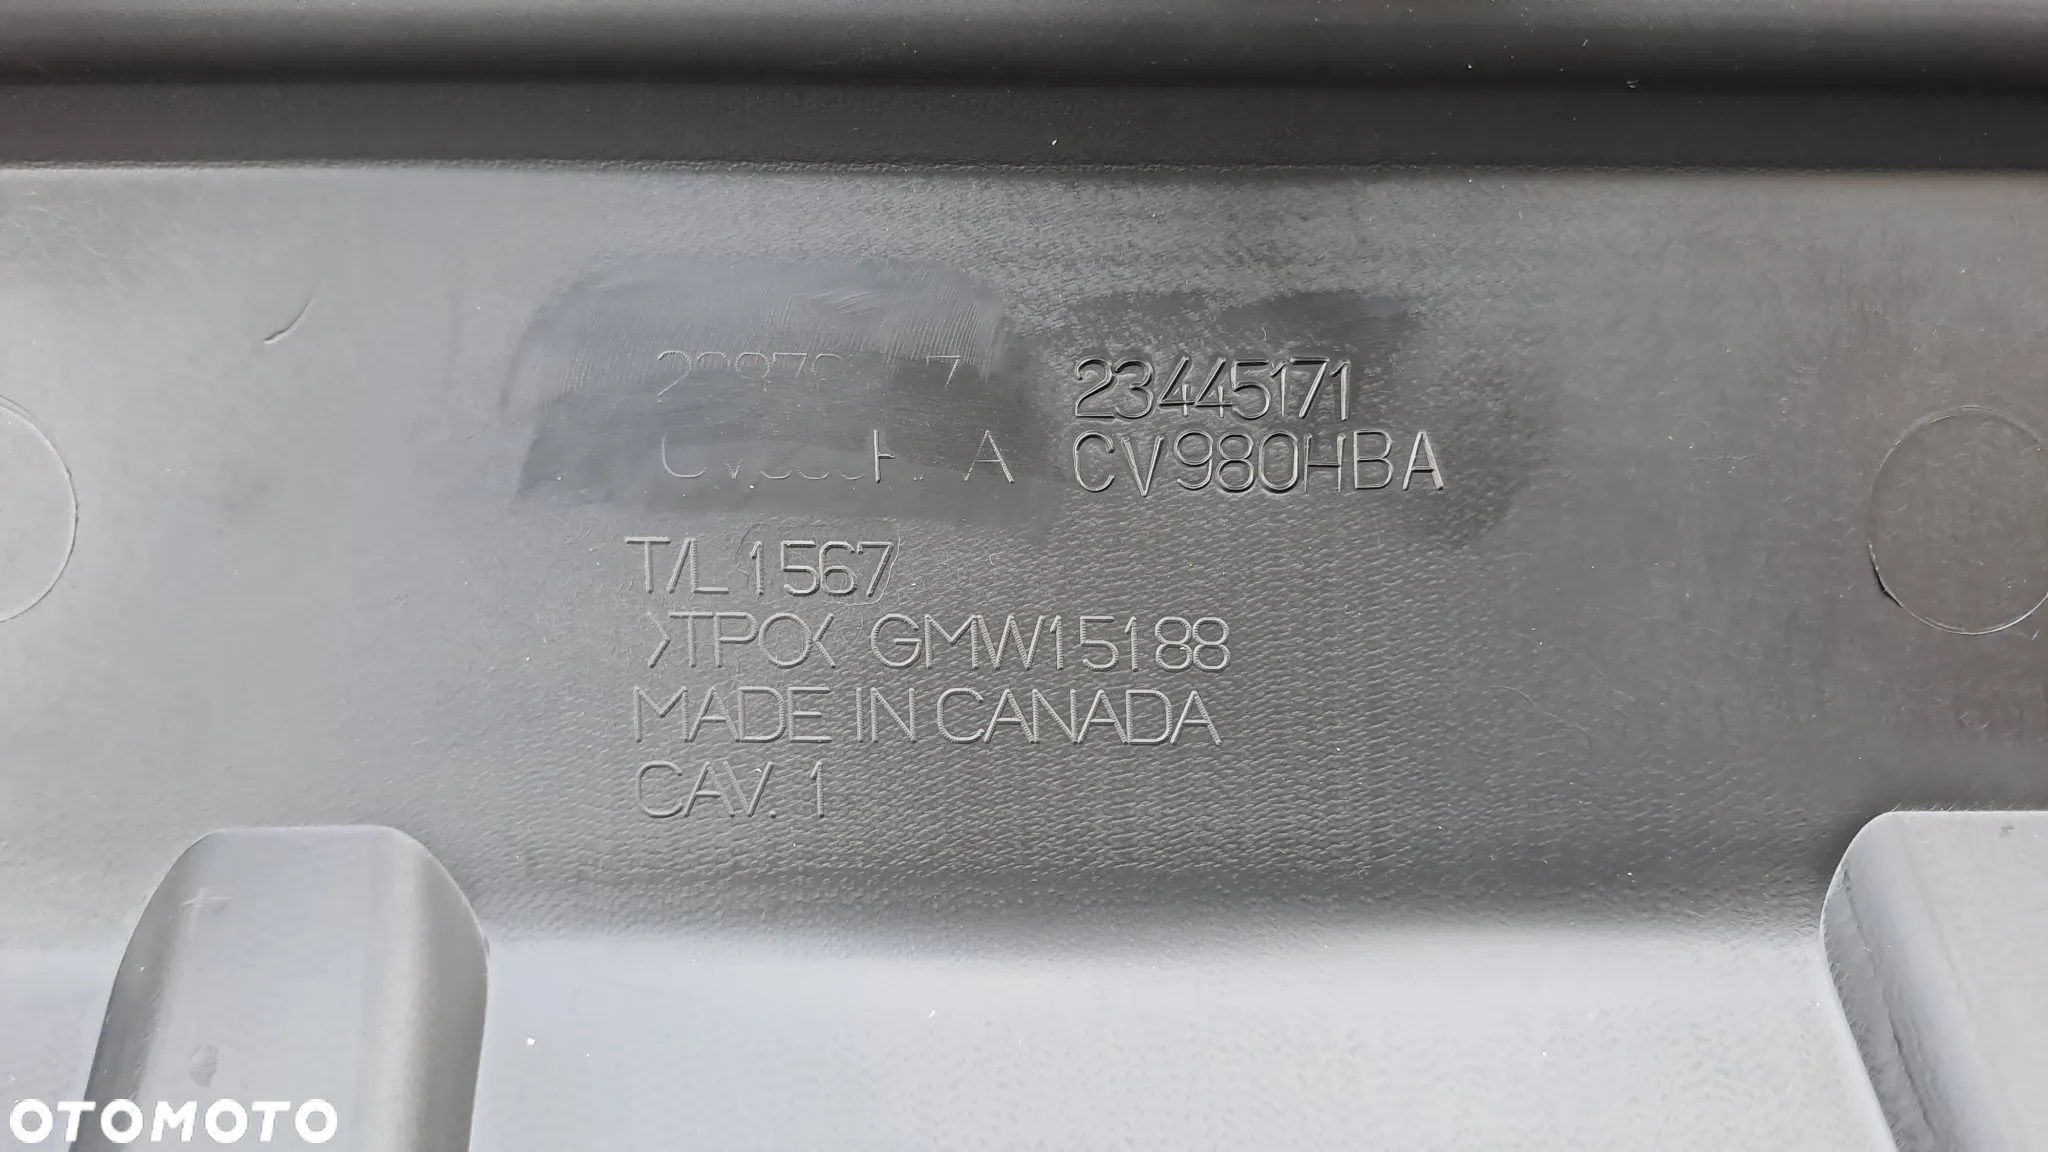 23445171
CV980HBA
T/L 1567
>TPO< GMW15188
MADE IN CANADA
CAV. 1
OTOMOTO